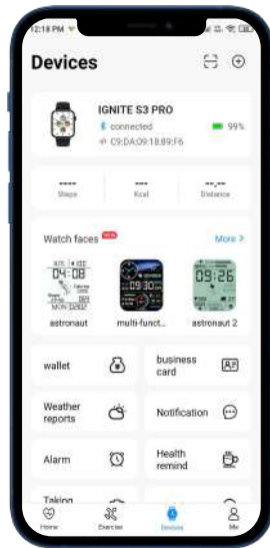 12:18 PM
Devices
IGNITE S3 PRO
connected
99%
C9:DA:09:18:89:F6
---- --- --.--
Steps Kcal Distance
Watch faces
More >
04:08
09:30
09:26
astronaut multi-funct... astronaut 2
wallet
business card
Weather reports
Notification
Alarm
Health remind
Taking
Home Exercise Devices Me